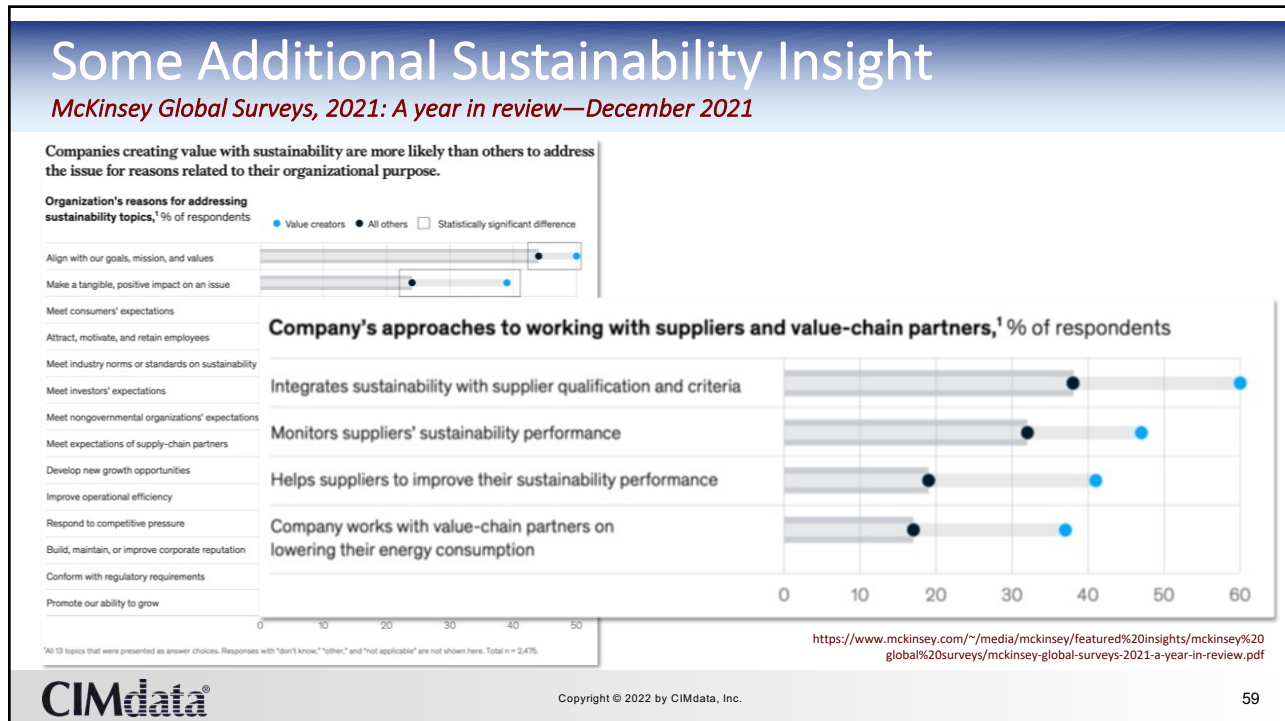 Some Additional Sustainability Insight
McKinsey Global Surveys, 2021: A year in review—December 2021
Companies creating value with sustainability are more likely than others to address
the issue for reasons related to their organizational purpose.
Organization's reasons for addressing
sustainability topics,¹ % of respondents
Value creators All others Statistically significant difference
Align with our goals, mission, and values
Make a tangible, positive impact on an issue
Meet consumers' expectations
Attract, motivate, and retain employees
Meet industry norms or standards on sustainability
Meet investors' expectations
Meet nongovernmental organizations' expectations
Meet expectations of supply-chain partners
Develop new growth opportunities
Improve operational efficiency
Respond to competitive pressure
Build, maintain, or improve corporate reputation
Conform with regulatory requirements
Promote our ability to grow
0 10 20 30 40 50
¹All 13 topics that were presented as answer choices. Responses with "don't know," "other," and "not applicable" are not shown here. Total n = 2,475.
Company's approaches to working with suppliers and value-chain partners,¹ % of respondents
Integrates sustainability with supplier qualification and criteria
Monitors suppliers' sustainability performance
Helps suppliers to improve their sustainability performance
Company works with value-chain partners on
lowering their energy consumption
0 10 20 30 40 50 60
https://www.mckinsey.com/~/media/mckinsey/featured%20insights/mckinsey%20
global%20surveys/mckinsey-global-surveys-2021-a-year-in-review.pdf
CIMdata®
Copyright © 2022 by CIMdata, Inc.
59